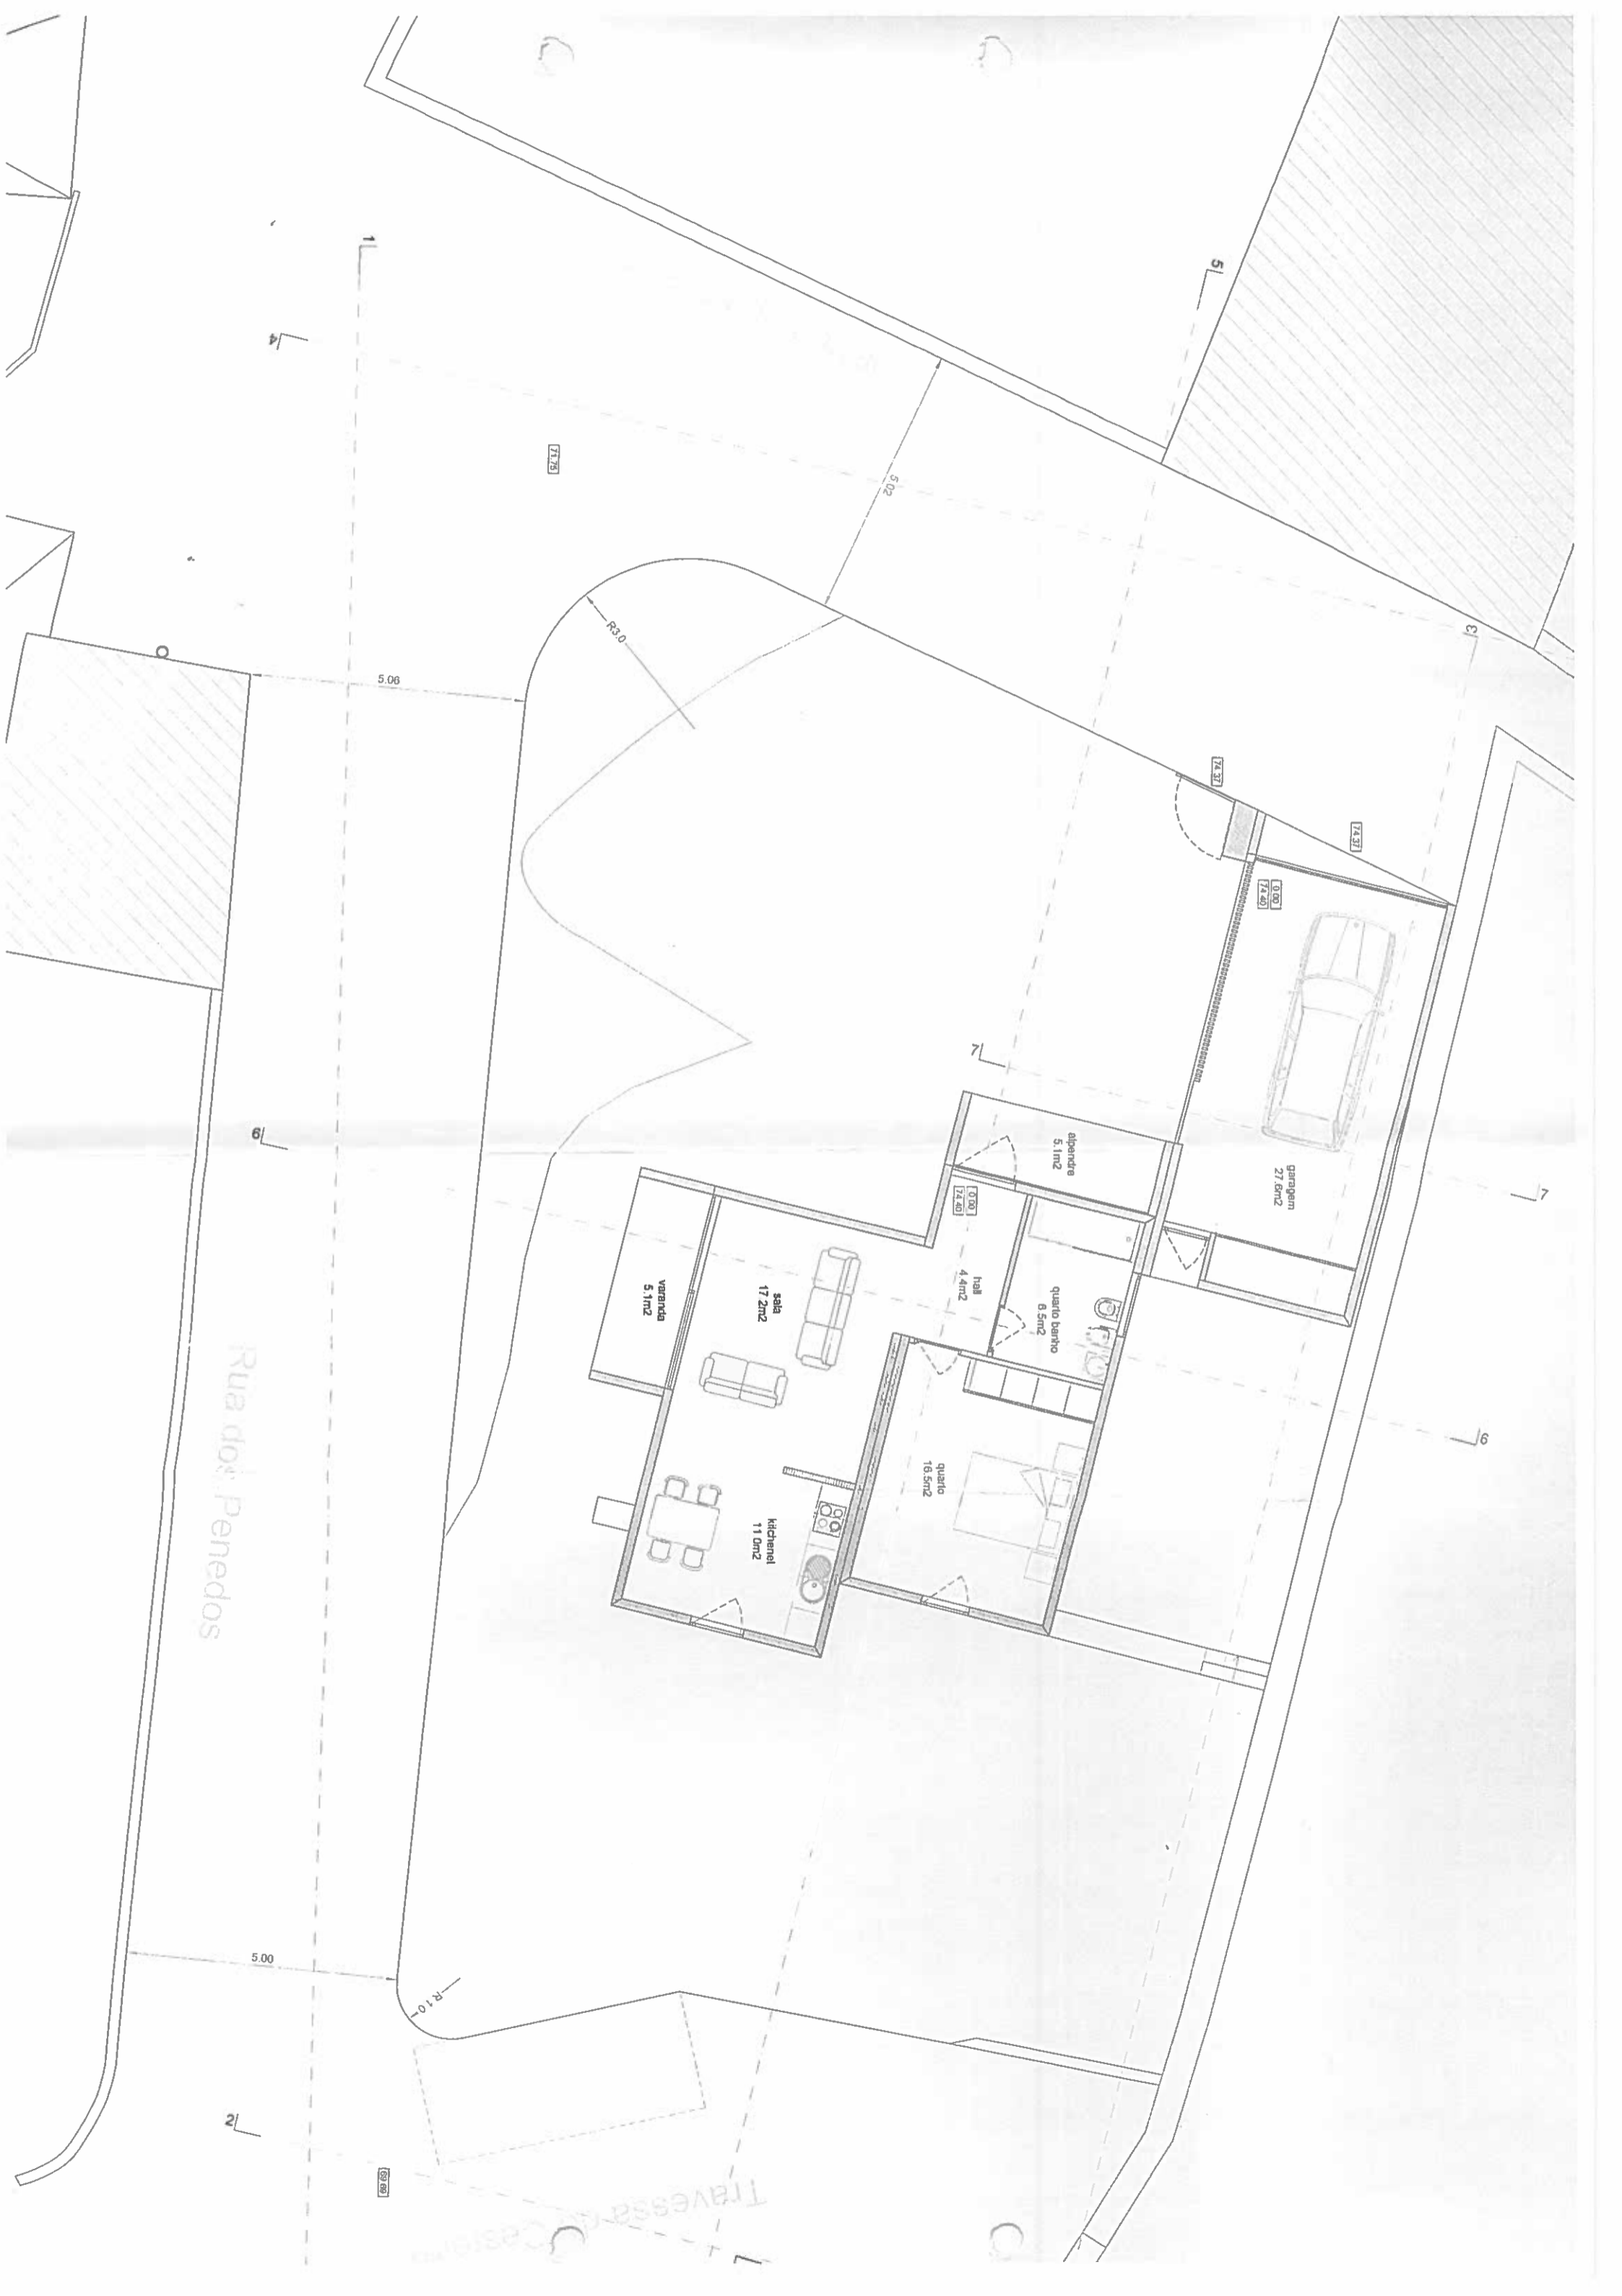 1
5
4
3
71.75
5.02
R3.0
5.06
74.37
74.37
0.00
74.40
7
7
6
6
alpendre
5.1m2
garagem
27.6m2
0.00
74.40
hall
4.4m2
quarto banho
6.5m2
varanda
5.1m2
sala
17.2m2
quarto
16.5m2
kitchenet
11.0m2
Rua dos Penedos
5.00
R1.0
2
69.69
Travessa do